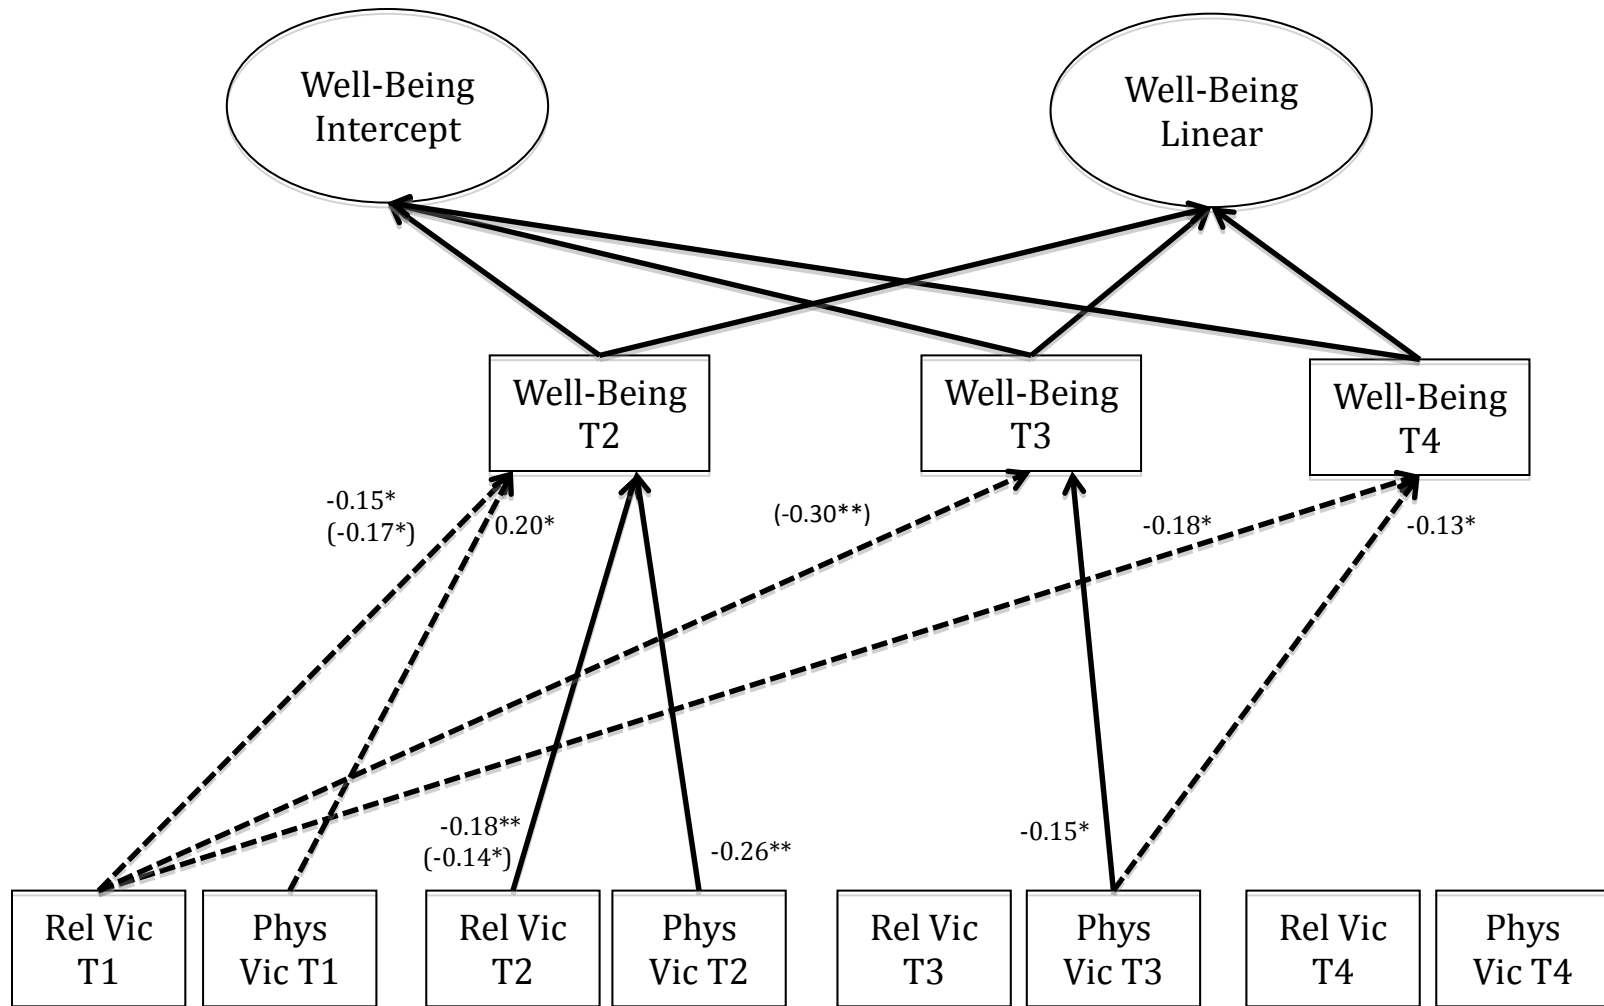 Well-Being
Intercept
Well-Being
Linear
Well-Being
T2
Well-Being
T3
Well-Being
T4
-0.15*
(-0.17*)
0.20*
(-0.30**)
-0.18*
-0.13*
-0.18**
(-0.14*)
-0.26**
-0.15*
Rel Vic
T1
Phys
Vic T1
Rel Vic
T2
Phys
Vic T2
Rel Vic
T3
Phys
Vic T3
Rel Vic
T4
Phys
Vic T4